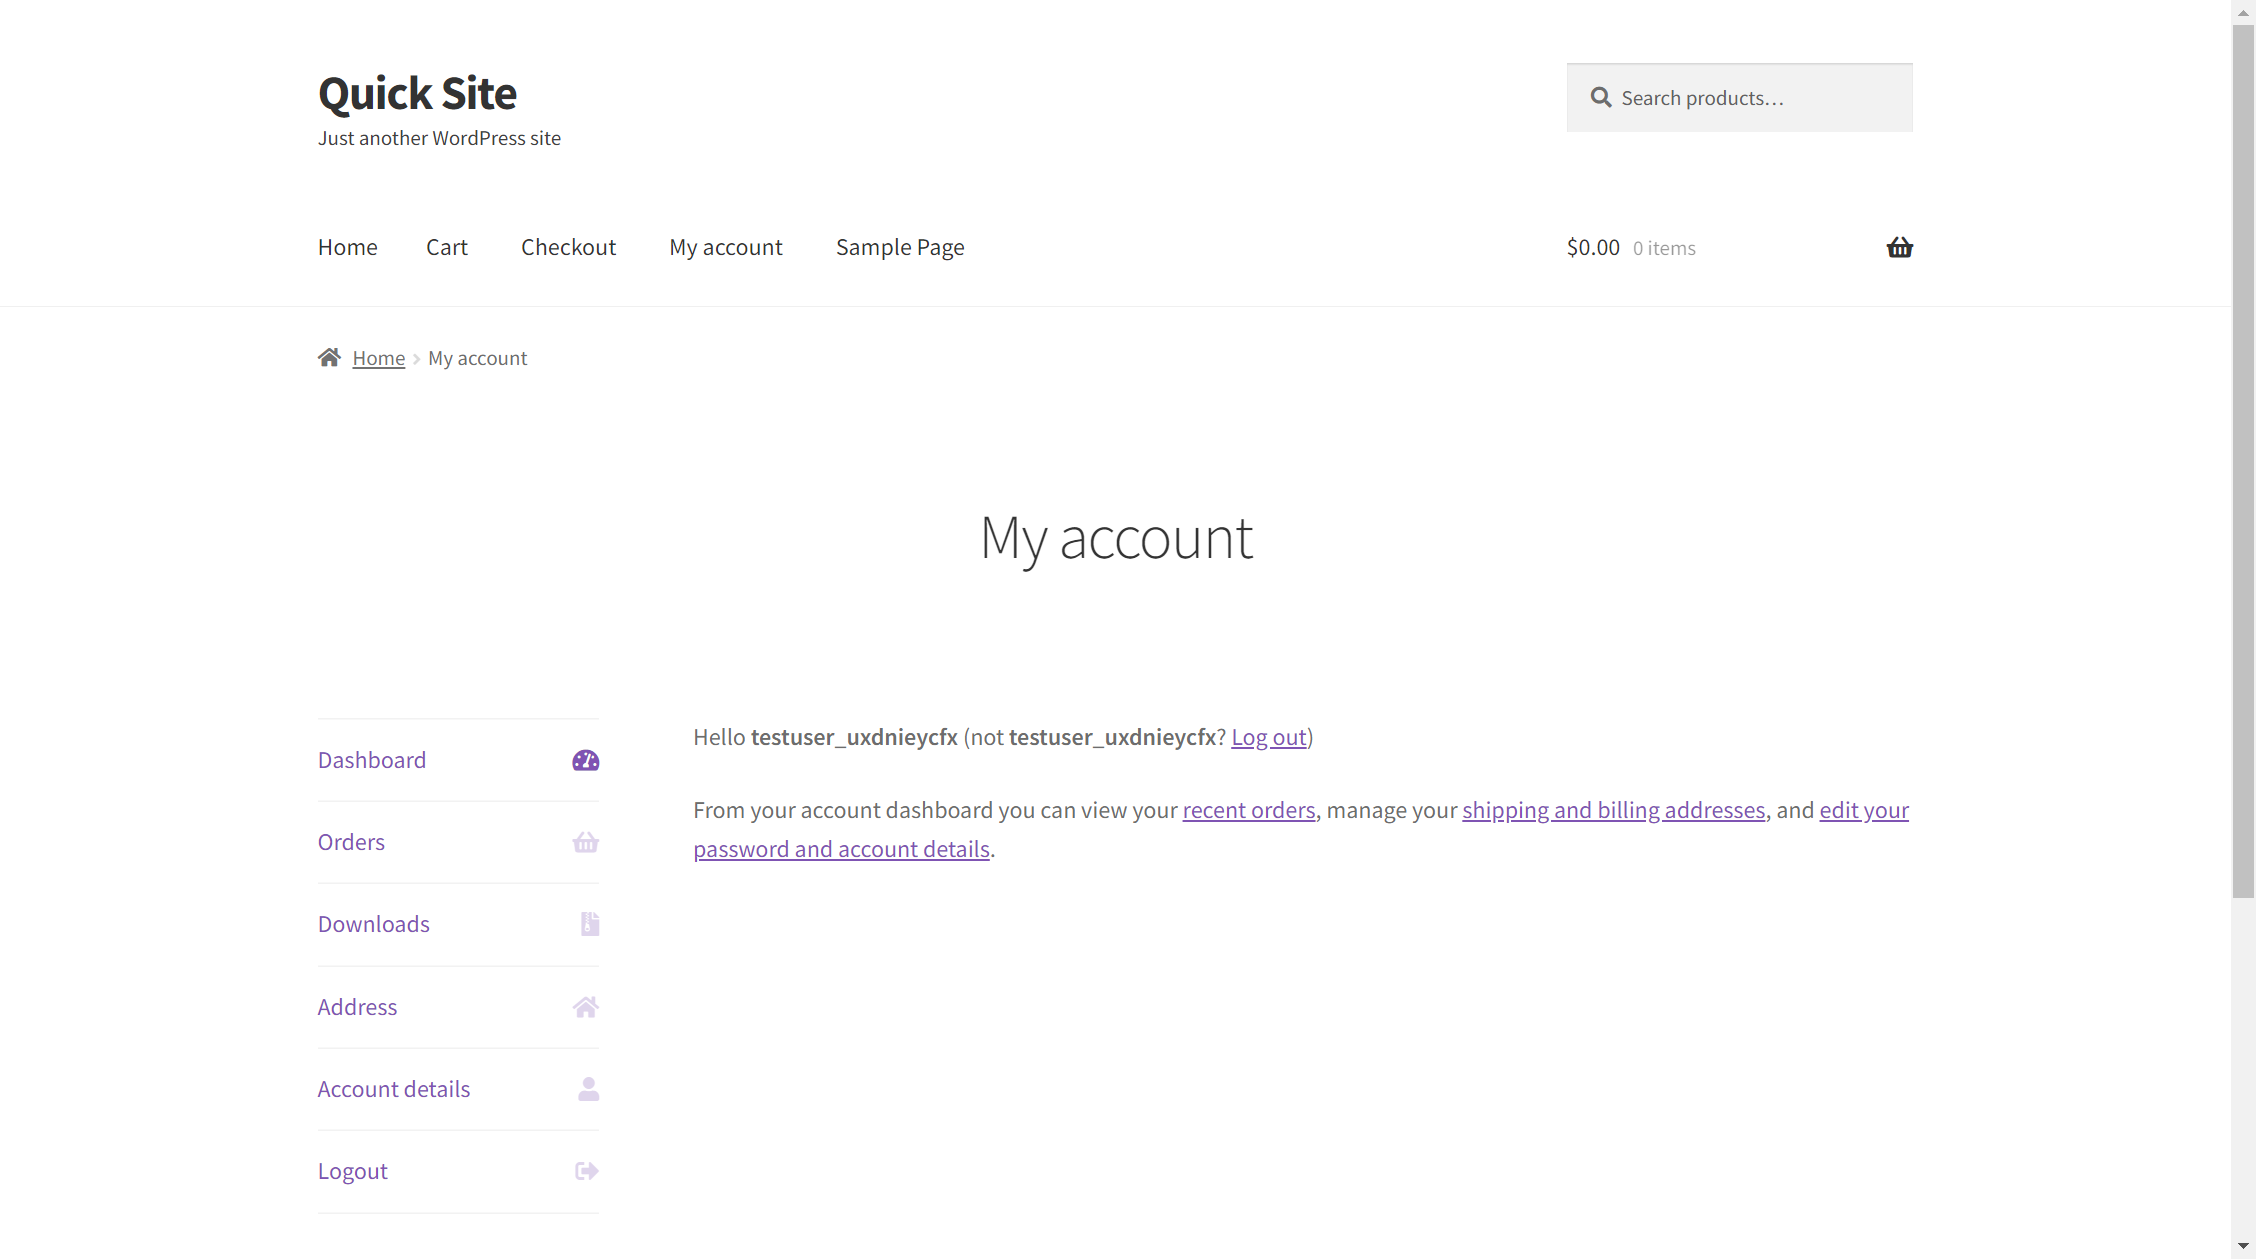 Quick Site
Just another WordPress site
Search products…
Home
Cart
Checkout
My account
Sample Page
$0.00 0 items
Home
My account
My account
Dashboard
Orders
Downloads
Address
Account details
Logout
Hello testuser_uxdnieycfx (not testuser_uxdnieycfx? Log out)
From your account dashboard you can view your recent orders, manage your shipping and billing addresses, and edit your
password and account details.